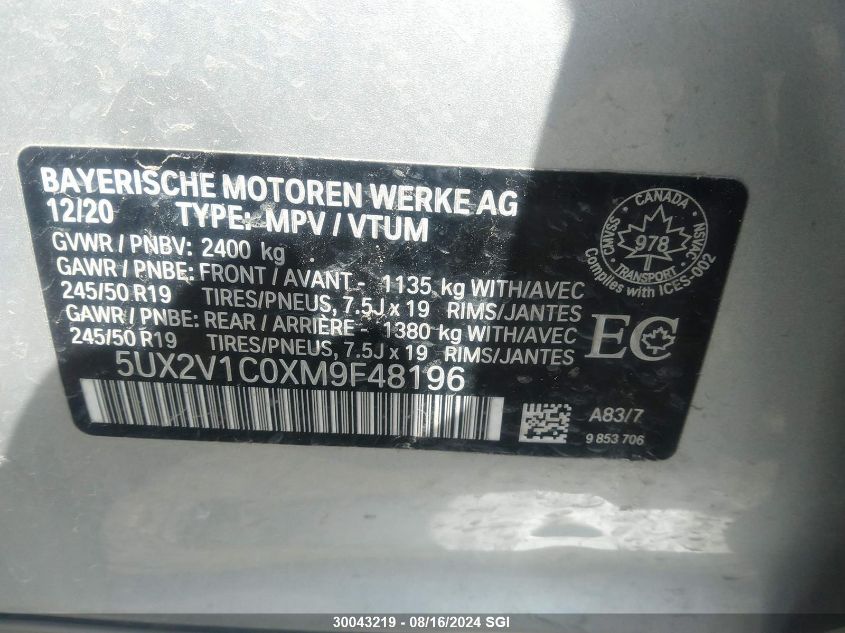 BAYERISCHE MOTOREN WERKE AG
12/20 TYPE: MPV / VTUM
GVWR / PNBV: 2400 kg
GAWR / PNBE: FRONT / AVANT - 1135 kg WITH/AVEC
245/50 R19 TIRES/PNEUS, 7.5J x 19 RIMS/JANTES
GAWR / PNBE: REAR / ARRIÈRE - 1380 kg WITH/AVEC
245/50 R19 TIRES/PNEUS, 7.5J x 19 RIMS/JANTES
5UX2V1C0XM9F48196
CANADA
SVMA NSVAC
978
TRANSPORT
Complies with ICES-002
EC
A83/7
9 853 706
30043219 - 08/16/2024 SGI